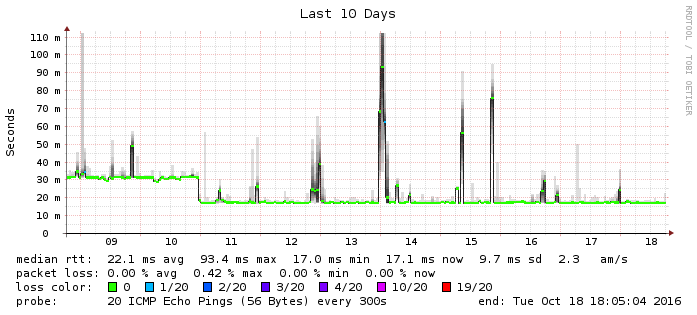 Last 10 Days
RRDTOOL / TOBI OETIKER
Seconds
110 m
100 m
90 m
80 m
70 m
60 m
50 m
40 m
30 m
20 m
10 m
0
09 10 11 12 13 14 15 16 17 18
median rtt: 22.1 ms avg 93.4 ms max 17.0 ms min 17.1 ms now 9.7 ms sd 2.3 am/s
packet loss: 0.00 % avg 0.42 % max 0.00 % min 0.00 % now
loss color: 0 1/20 2/20 3/20 4/20 10/20 19/20
probe: 20 ICMP Echo Pings (56 Bytes) every 300s end: Tue Oct 18 18:05:04 2016